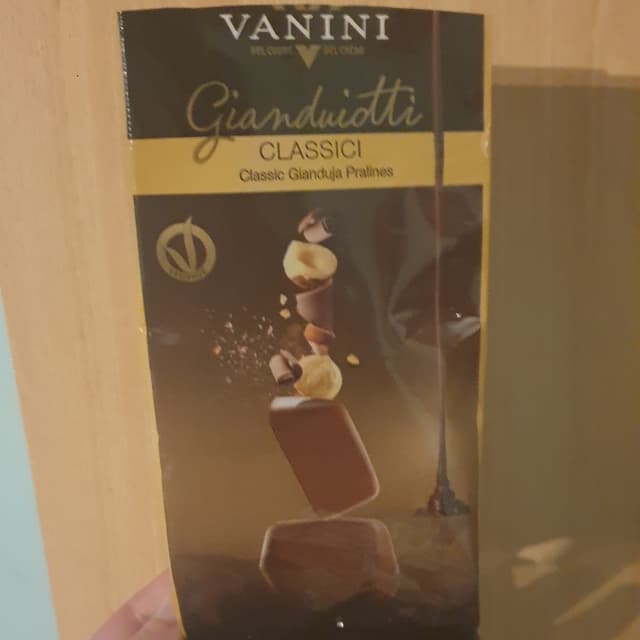 VANINI
Gianduiotti
CLASSICI
Classic Gianduja Pralines